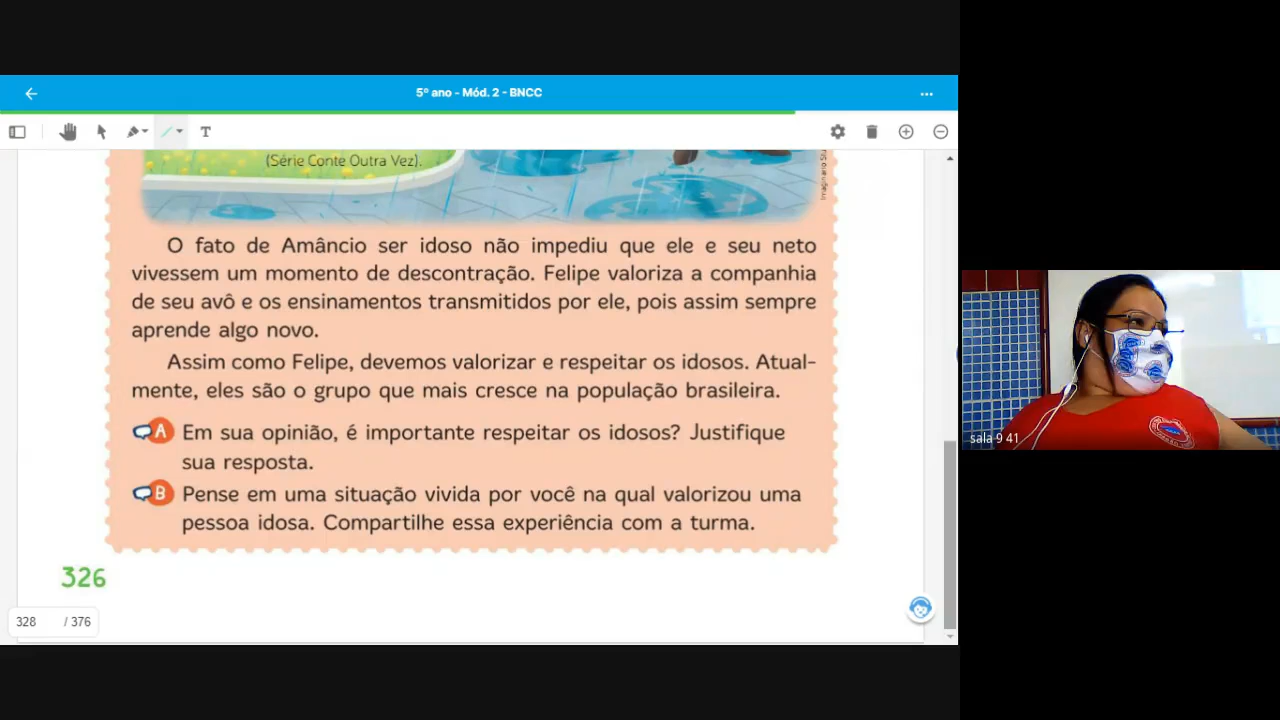 5º ano - Mód. 2 - BNCC
T
(Série Conte Outra Vez).
O fato de Amâncio ser idoso não impediu que ele e seu neto
vivessem um momento de descontração. Felipe valoriza a companhia
de seu avô e os ensinamentos transmitidos por ele, pois assim sempre
aprende algo novo.
Assim como Felipe, devemos valorizar e respeitar os idosos. Atual-
mente, eles são o grupo que mais cresce na população brasileira.
A Em sua opinião, é importante respeitar os idosos? Justifique
sua resposta.
B Pense em uma situação vivida por você na qual valorizou uma
pessoa idosa. Compartilhe essa experiência com a turma.
326
328 / 376
sala 9 41